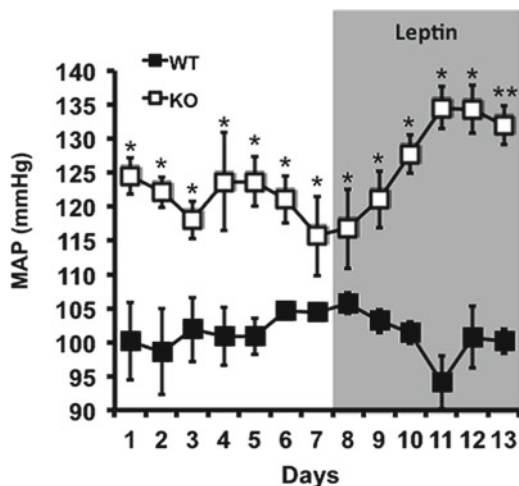 Leptin
WT
KO
MAP (mmHg)
140
135
130
125
120
115
110
105
100
95
90
* * * * * * * * * * * * **
1 2 3 4 5 6 7 8 9 10 11 12 13
Days